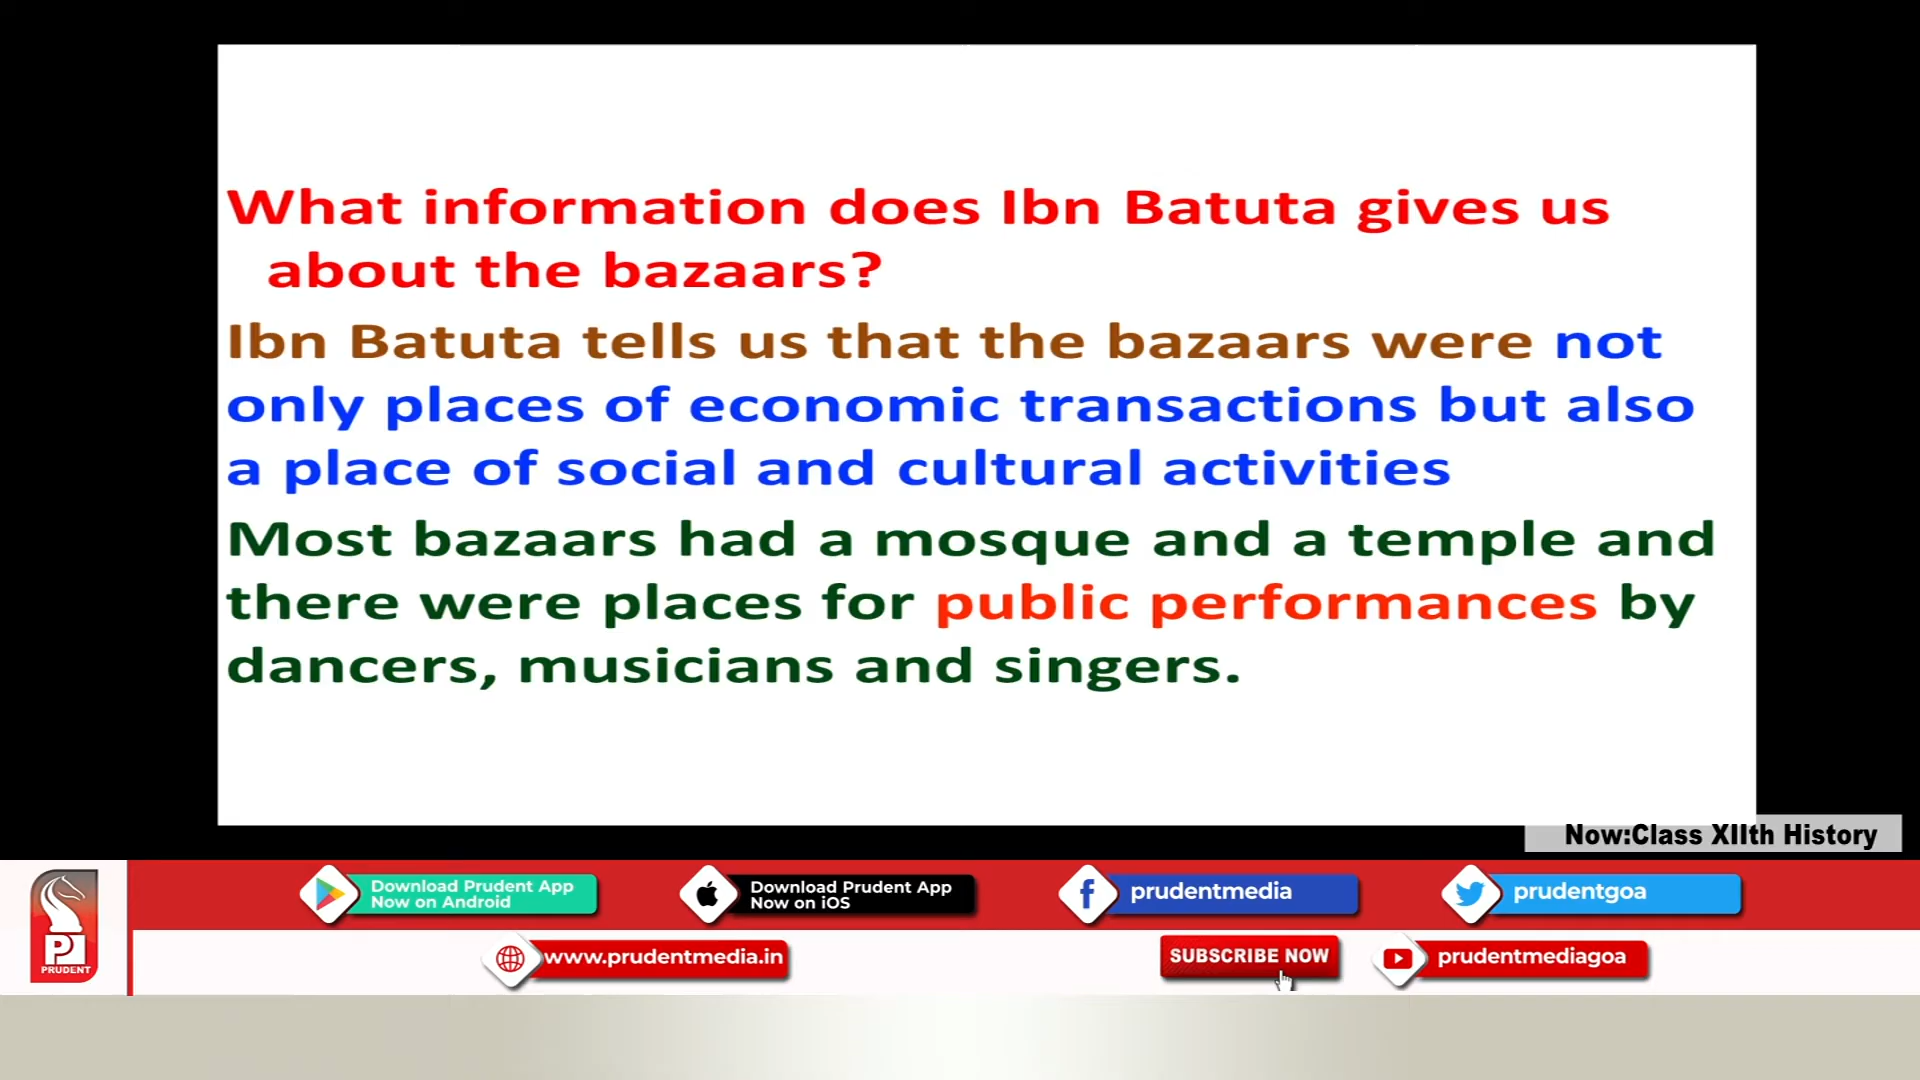 What information does Ibn Batuta gives us
about the bazaars?
Ibn Batuta tells us that the bazaars were not
only places of economic transactions but also
a place of social and cultural activities
Most bazaars had a mosque and a temple and
there were places for public performances by
dancers, musicians and singers.
Now:Class XIIth History
Download Prudent App
Now on Android
Download Prudent App
Now on iOS
prudentmedia
prudentgoa
PRUDENT
www.prudentmedia.in
SUBSCRIBE NOW
prudentmediagoa